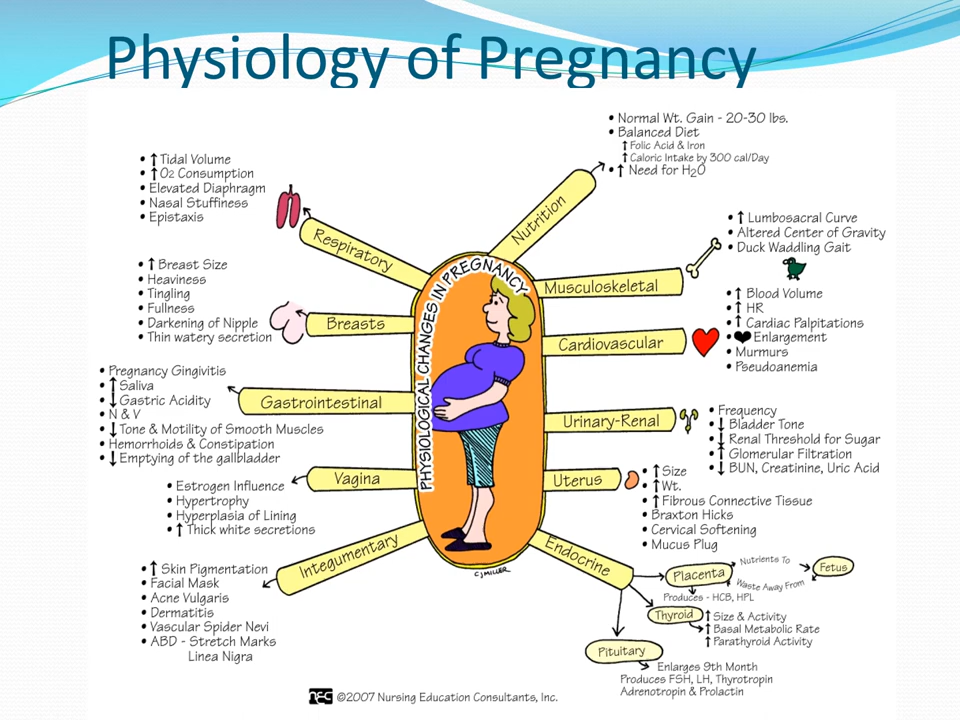 Physiology of Pregnancy
• Normal Wt. Gain - 20-30 lbs.
• Balanced Diet
↑ Folic Acid & Iron
↑ Caloric Intake by 300 cal/Day
• ↑ Need for H2O
Nutrition
• ↑ Tidal Volume
• ↑ O2 Consumption
• Elevated Diaphragm
• Nasal Stuffiness
• Epistaxis
Respiratory
• ↑ Lumbosacral Curve
• Altered Center of Gravity
• Duck Waddling Gait
Musculoskeletal
• ↑ Breast Size
• Heaviness
• Tingling
• Fullness
• Darkening of Nipple
• Thin watery secretion
Breasts
• ↑ Blood Volume
• ↑ HR
• ↑ Cardiac Palpitations
• ♥ Enlargement
• Murmurs
• Pseudoanemia
Cardiovascular
PHYSIOLOGICAL CHANGES IN PREGNANCY
• Pregnancy Gingivitis
• ↑ Saliva
• ↓ Gastric Acidity
• N & V
• ↓ Tone & Motility of Smooth Muscles
• Hemorrhoids & Constipation
• ↓ Emptying of the gallbladder
Gastrointestinal
• Frequency
• ↓ Bladder Tone
• ↓ Renal Threshold for Sugar
• ↑ Glomerular Filtration
• ↓ BUN, Creatinine, Uric Acid
Urinary-Renal
• Estrogen Influence
• Hypertrophy
• Hyperplasia of Lining
• ↑ Thick white secretions
Vagina
• ↑ Size
• ↑ Wt.
• ↑ Fibrous Connective Tissue
• Braxton Hicks
• Cervical Softening
• Mucus Plug
Uterus
• ↑ Skin Pigmentation
• Facial Mask
• Acne Vulgaris
• Dermatitis
• Vascular Spider Nevi
• ABD - Stretch Marks
Linea Nigra
Integumentary
Endocrine
Placenta
Nutrients To
Fetus
Waste Away From
Produces - HCB, HPL
Thyroid
↑ Size & Activity
↑ Basal Metabolic Rate
↑ Parathyroid Activity
Pituitary
Enlarges 9th Month
Produces FSH, LH, Thyrotropin
Adrenotropin & Prolactin
CJMILLER
nec ©2007 Nursing Education Consultants, Inc.